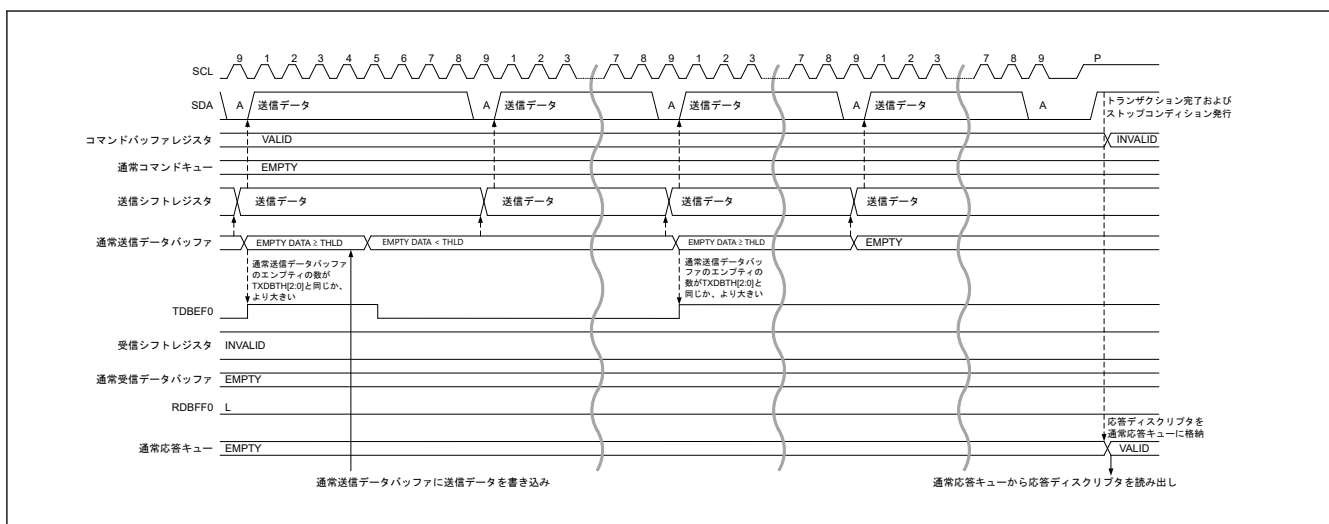 9 1 2 3 4 5 6 7 8 9 1 2 3 7 8 9 1 2 3 7 8 9 1 2 3 7 8 9 P
SCL
SDA A 送信データ A 送信データ A 送信データ A 送信データ A
トランザクション完了および
ストップコンディション発行
コマンドバッファレジスタ VALID INVALID
通常コマンドキュー EMPTY
送信シフトレジスタ 送信データ 送信データ 送信データ 送信データ
通常送信データバッファ EMPTY DATA ≥ THLD EMPTY DATA < THLD EMPTY DATA ≥ THLD EMPTY
通常送信データバッファ
のエンプティの数が
TXDBTH[2:0]と同じか、
より大きい
通常送信データバッ
ファのエンプティの
数がTXDBTH[2:0]と
同じか、より大きい
TDBEF0
受信シフトレジスタ INVALID
通常受信データバッファ EMPTY
RDBFF0 L
応答ディスクリプタを
通常応答キューに格納
通常応答キュー EMPTY VALID
通常送信データバッファに送信データを書き込み
通常応答キューから応答ディスクリプタを読み出し